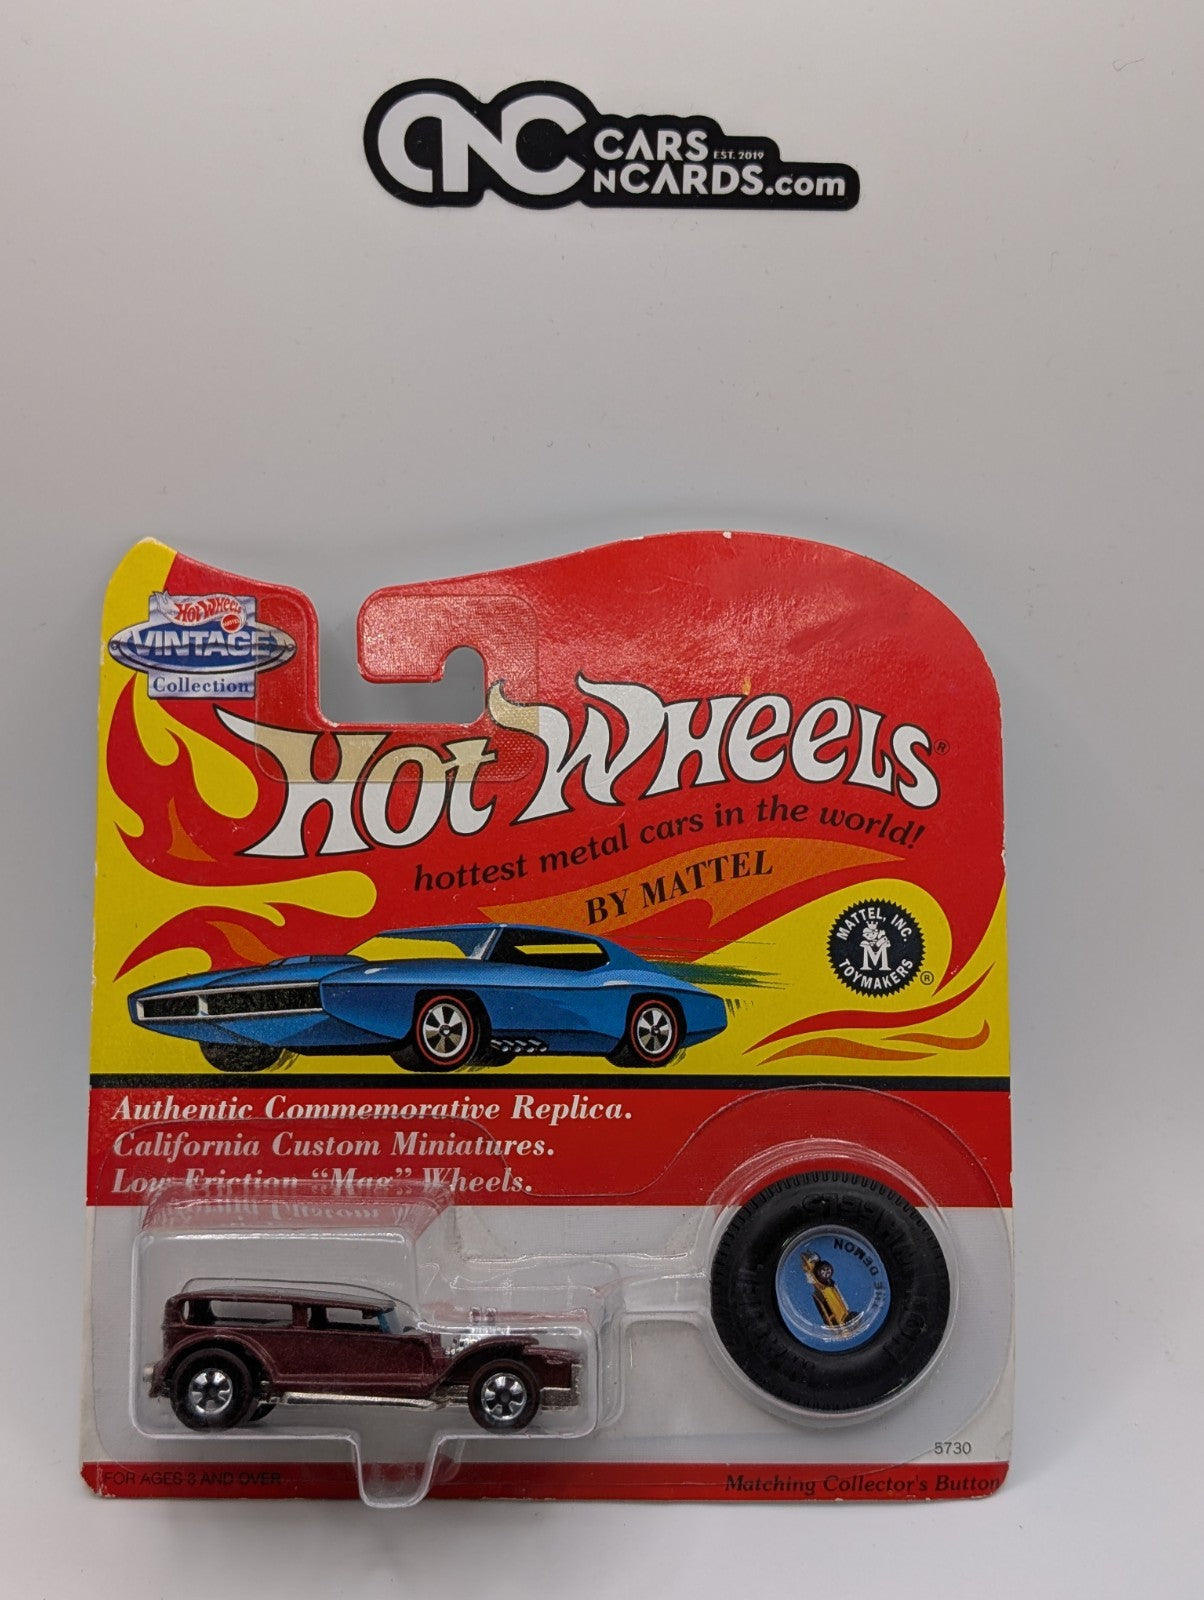 CNC CARS EST. 2019
NCARDS.com
Hot WHeeLS
MATTEL
VINTAGE
Collection
Hot WHeeLS®
hottest metal cars in the world!
BY MATTEL
MATTEL, INC.
M
TOYMAKERS ®
Authentic Commemorative Replica.
California Custom Miniatures.
Low Friction "Mag" Wheels.
THE DEMON
5730
FOR AGES 3 AND OVER
Matching Collector's Button